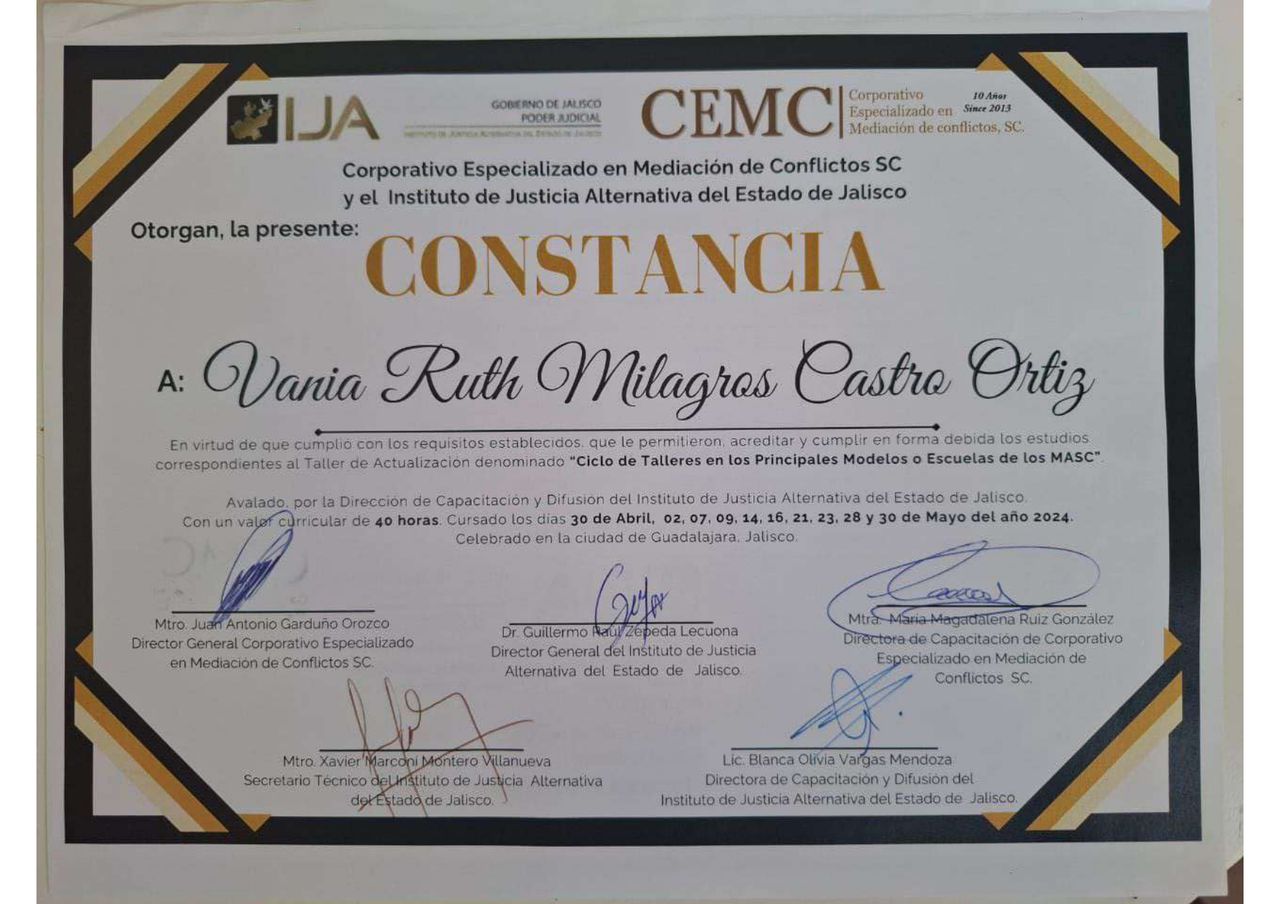 IJA
GOBIERNO DE JALISCO
PODER JUDICIAL
INSTITUTO DE JUSTICIA ALTERNATIVA DEL ESTADO DE JALISCO
CEMC
Corporativo
Especializado en
Mediación de conflictos, SC.
10 Años
Since 2013
Corporativo Especializado en Mediación de Conflictos SC
y el Instituto de Justicia Alternativa del Estado de Jalisco
Otorgan, la presente:
CONSTANCIA
A: Vania Ruth Milagros Castro Ortiz
En virtud de que cumplio con los requisitos establecidos, que le permitieron, acreditar y cumplir en forma debida los estudios
correspondientes al Taller de Actualización denominado "Ciclo de Talleres en los Principales Modelos o Escuelas de los MASC".
Avalado, por la Dirección de Capacitación y Difusión del Instituto de Justicia Alternativa del Estado de Jalisco.
Con un valor curricular de 40 horas. Cursado los días 30 de Abril, 02, 07, 09, 14, 16, 21, 23, 28 y 30 de Mayo del año 2024.
Celebrado en la ciudad de Guadalajara, Jalisco.
Mtro. Juan Antonio Garduño Orozco
Director General Corporativo Especializado
en Mediación de Conflictos SC.
Dr. Guillermo Raúl Zepeda Lecuona
Director General del Instituto de Justicia
Alternativa del Estado de Jalisco.
Mtra. María Magadalena Ruiz González
Directora de Capacitación de Corporativo
Especializado en Mediación de
Conflictos SC.
Mtro. Xavier Marconi Montero Villanueva
Secretario Técnico del Instituto de Justicia Alternativa
del Estado de Jalisco.
Lic. Blanca Olivia Vargas Mendoza
Directora de Capacitación y Difusión del
Instituto de Justicia Alternativa del Estado de Jalisco.